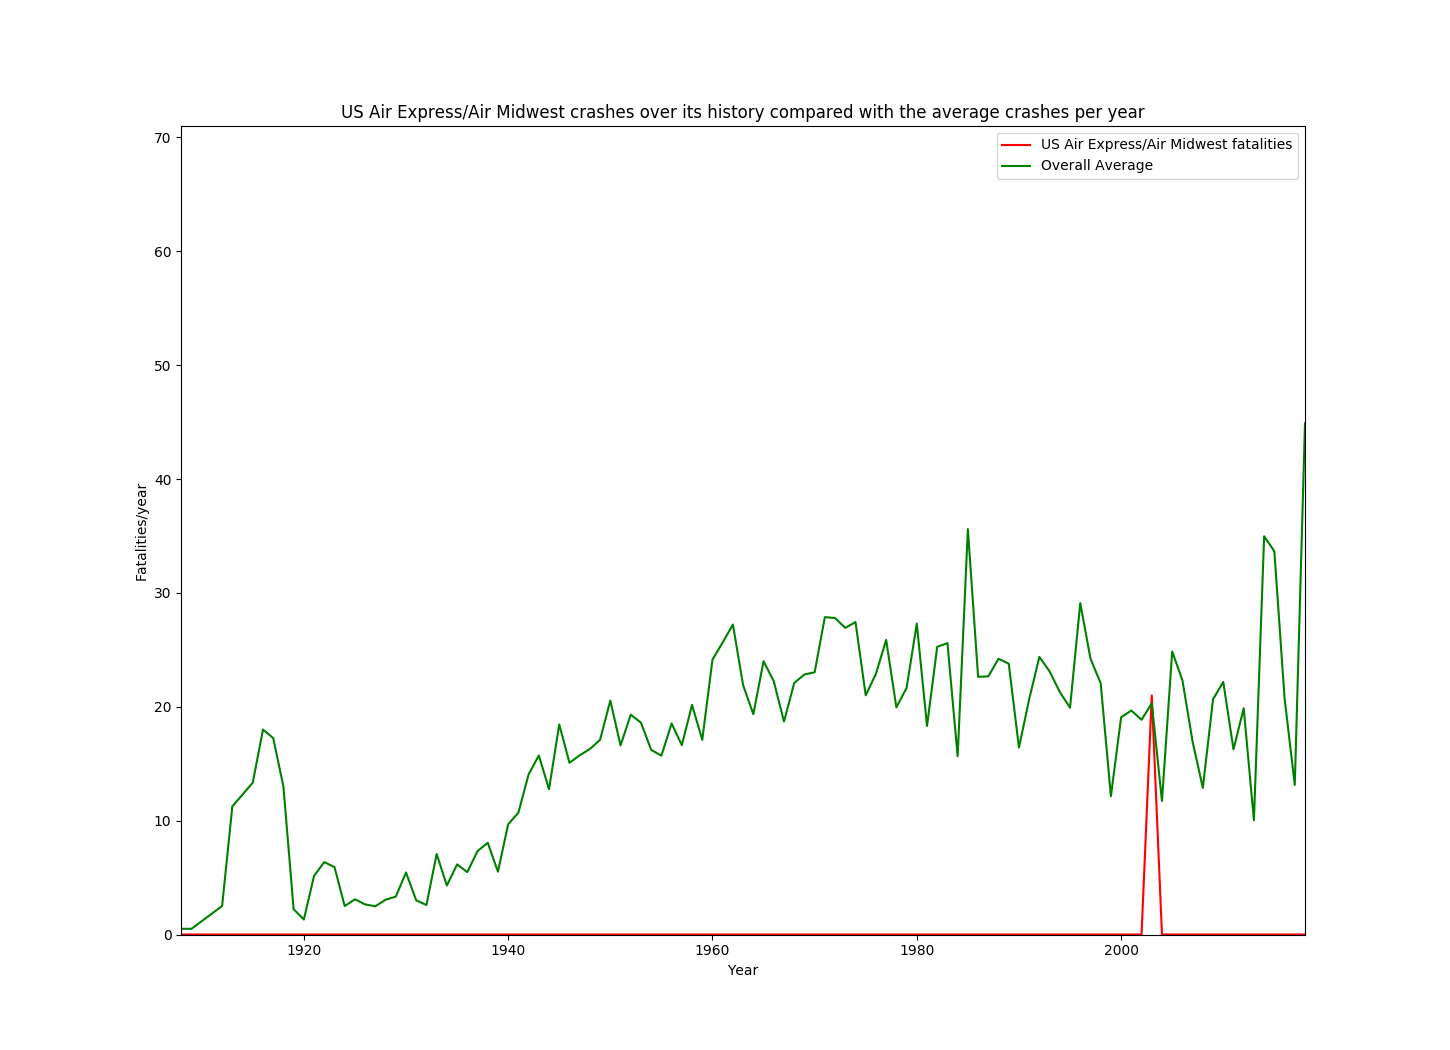 US Air Express/Air Midwest crashes over its history compared with the average crashes per year
US Air Express/Air Midwest fatalities
Overall Average
70
60
50
40
30
20
10
0
Fatalities/year
1920
1940
1960
1980
2000
Year